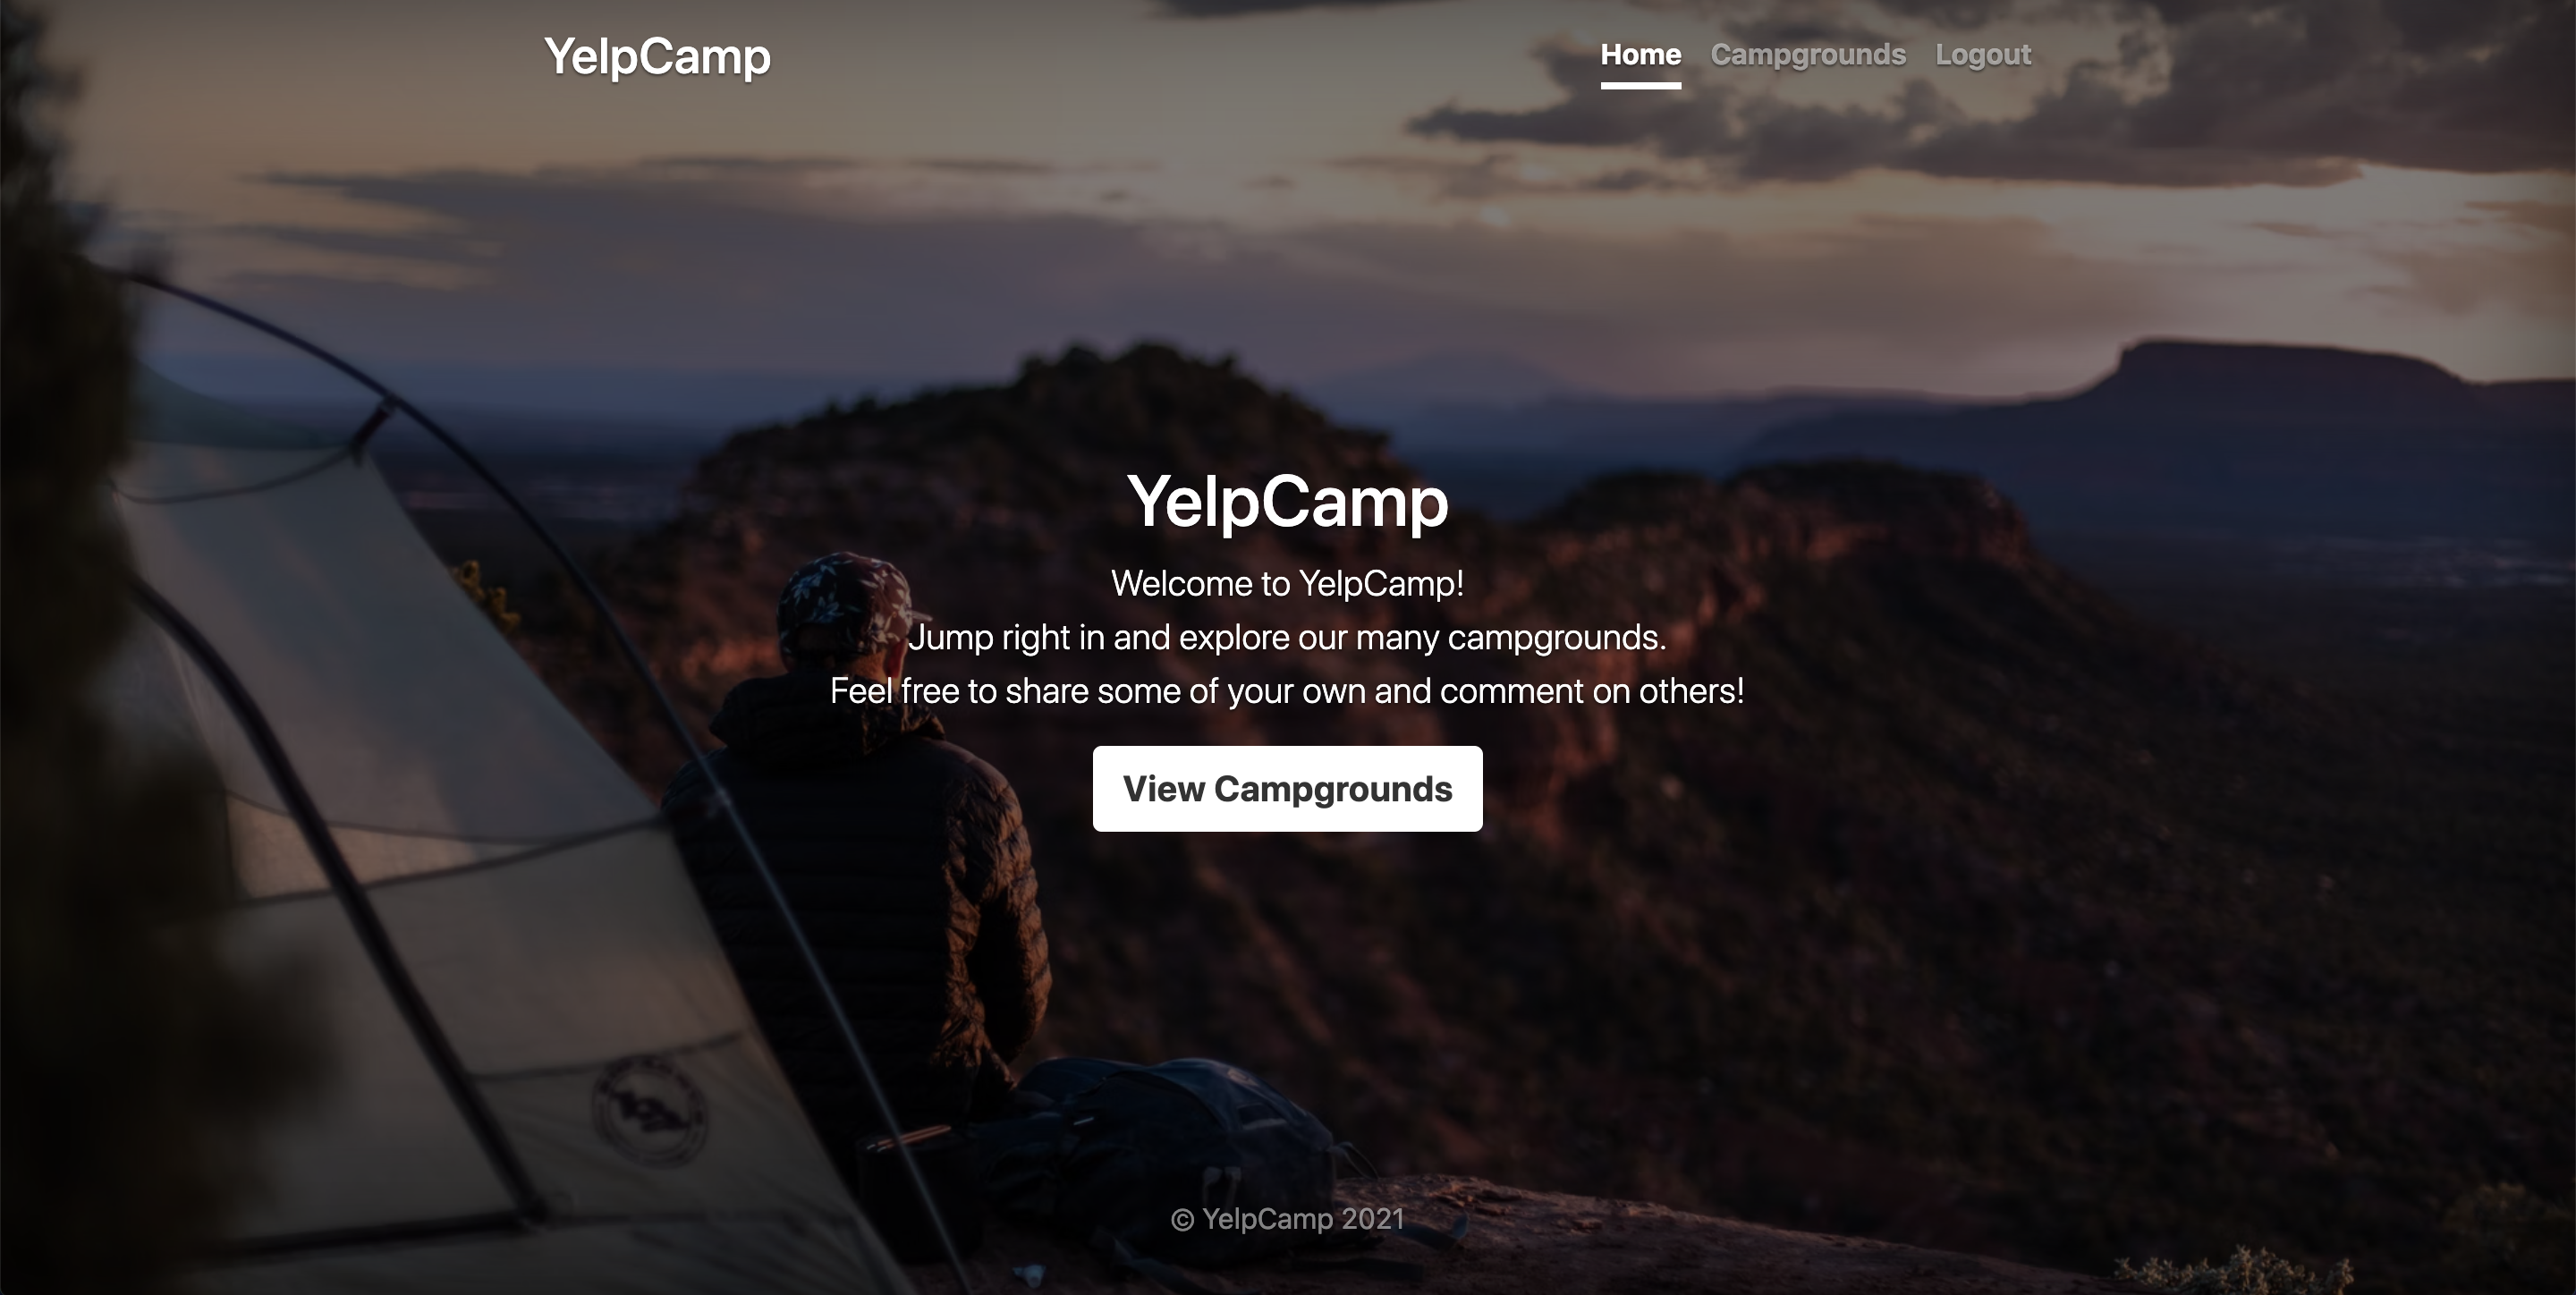 YelpCamp
Home Campgrounds Logout
YelpCamp
Welcome to YelpCamp!
Jump right in and explore our many campgrounds.
Feel free to share some of your own and comment on others!
View Campgrounds
© YelpCamp 2021